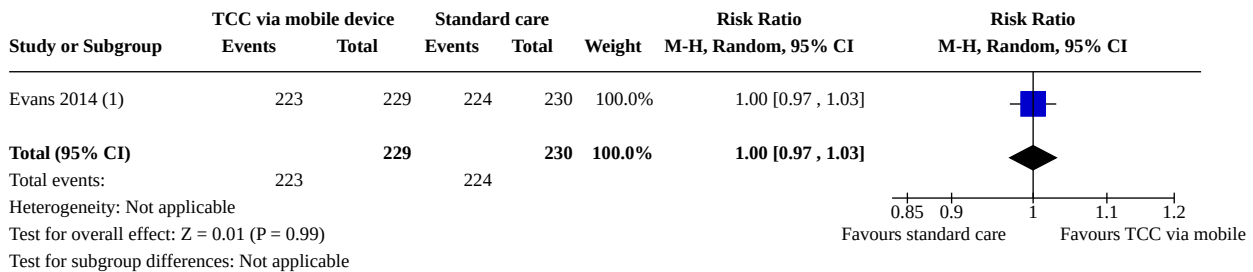 TCC via mobile device Standard care Risk Ratio Risk Ratio
Study or Subgroup Events Total Events Total Weight M-H, Random, 95% CI M-H, Random, 95% CI
Evans 2014 (1) 223 229 224 230 100.0% 1.00 [0.97 , 1.03]
Total (95% CI) 229 230 100.0% 1.00 [0.97 , 1.03]
Total events: 223 224
Heterogeneity: Not applicable
0.85 0.9 1 1.1 1.2
Test for overall effect: Z = 0.01 (P = 0.99)
Favours standard care Favours TCC via mobile
Test for subgroup differences: Not applicable